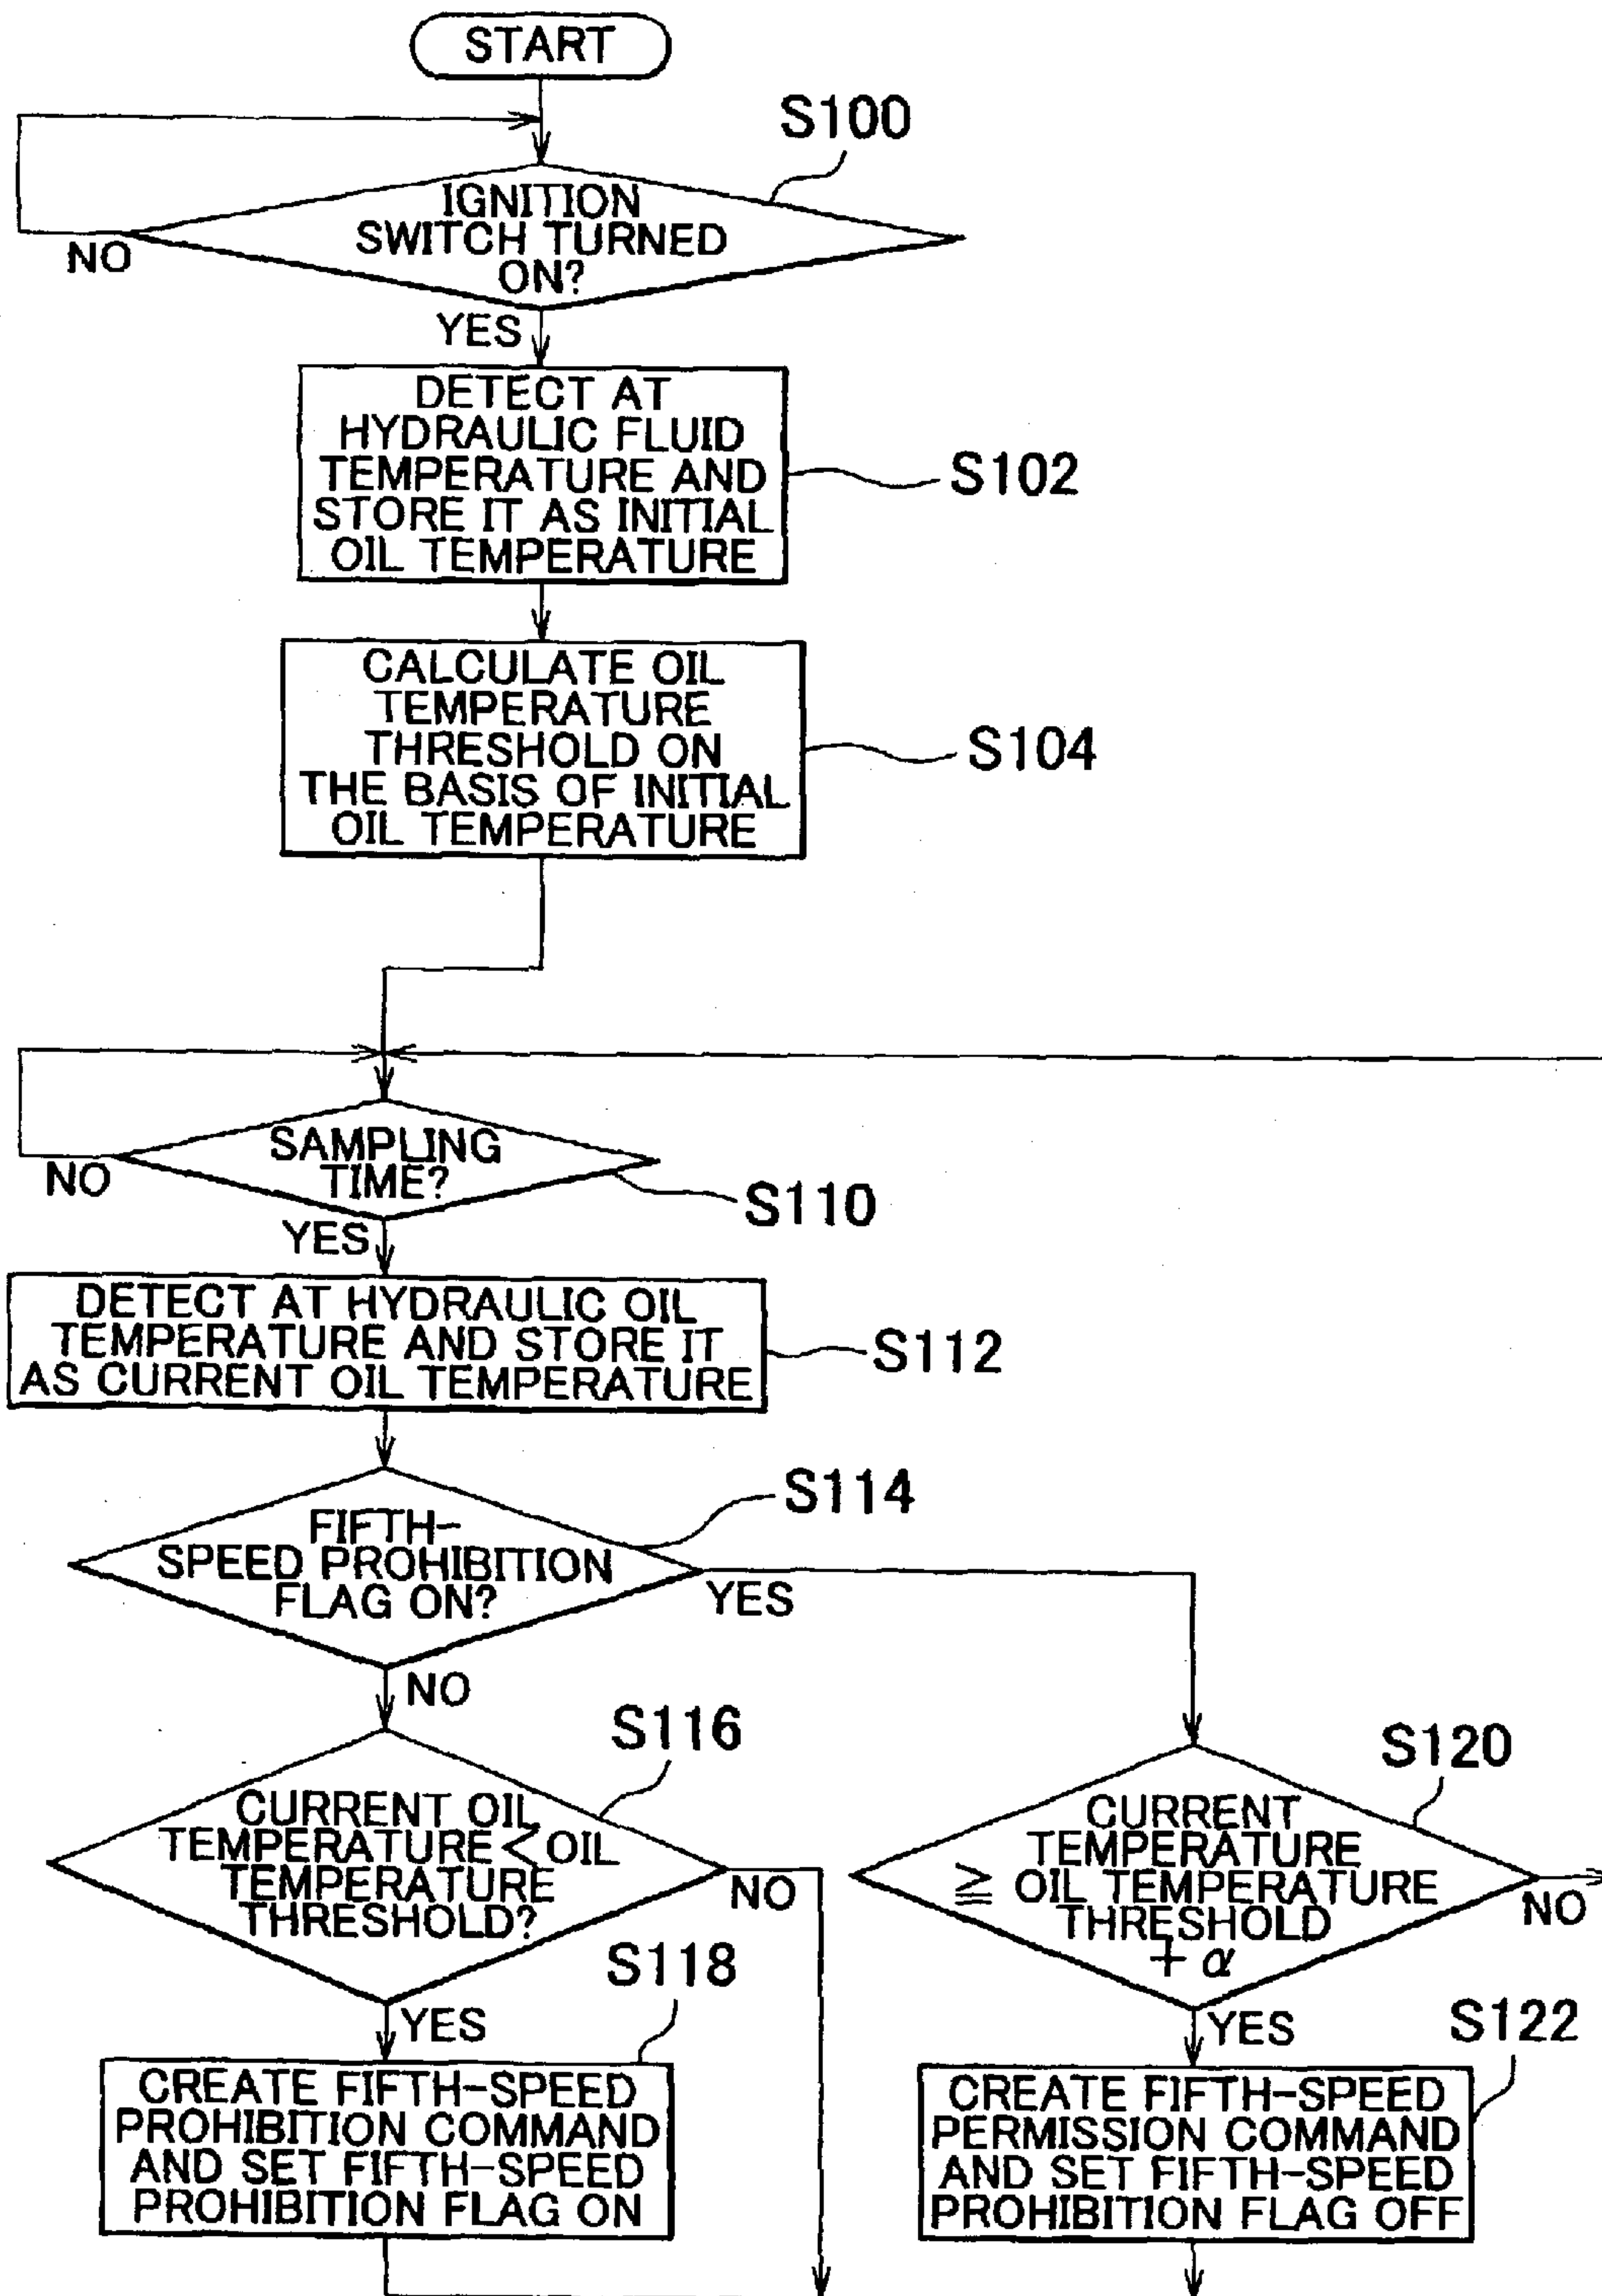 START
S100
IGNITION
SWITCH TURNED
ON?
NO
YES
DETECT AT
HYDRAULIC FLUID
TEMPERATURE AND
STORE IT AS INITIAL
OIL TEMPERATURE
S102
CALCULATE OIL
TEMPERATURE
THRESHOLD ON
THE BASIS OF INITIAL
OIL TEMPERATURE
S104
SAMPLING
TIME?
NO
S110
YES
DETECT AT HYDRAULIC OIL
TEMPERATURE AND STORE IT
AS CURRENT OIL TEMPERATURE
S112
S114
FIFTH-
SPEED PROHIBITION
FLAG ON?
YES
NO
S116
CURRENT OIL
TEMPERATURE < OIL
TEMPERATURE
THRESHOLD?
NO
S120
CURRENT
TEMPERATURE
≧ OIL TEMPERATURE
THRESHOLD
+ α
NO
S118
YES
CREATE FIFTH-SPEED
PROHIBITION COMMAND
AND SET FIFTH-SPEED
PROHIBITION FLAG ON
YES
S122
CREATE FIFTH-SPEED
PERMISSION COMMAND
AND SET FIFTH-SPEED
PROHIBITION FLAG OFF